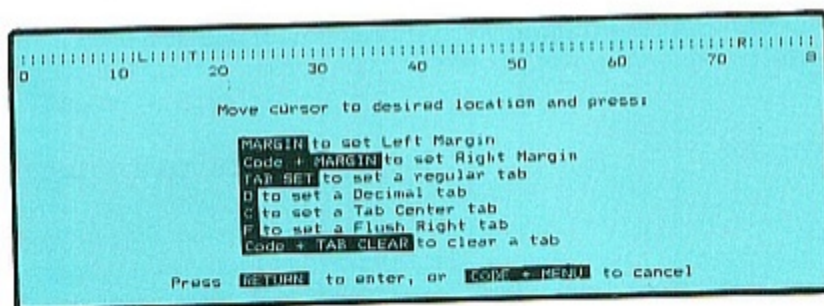 L T R
0 10 20 30 40 50 60 70 8
Move cursor to desired location and press:
MARGIN to set Left Margin
Code + MARGIN to set Right Margin
TAB SET to set a regular tab
D to set a Decimal tab
C to set a Tab Center tab
F to set a Flush Right tab
Code + TAB CLEAR to clear a tab
Press RETURN to enter, or CODE + MENU to cancel